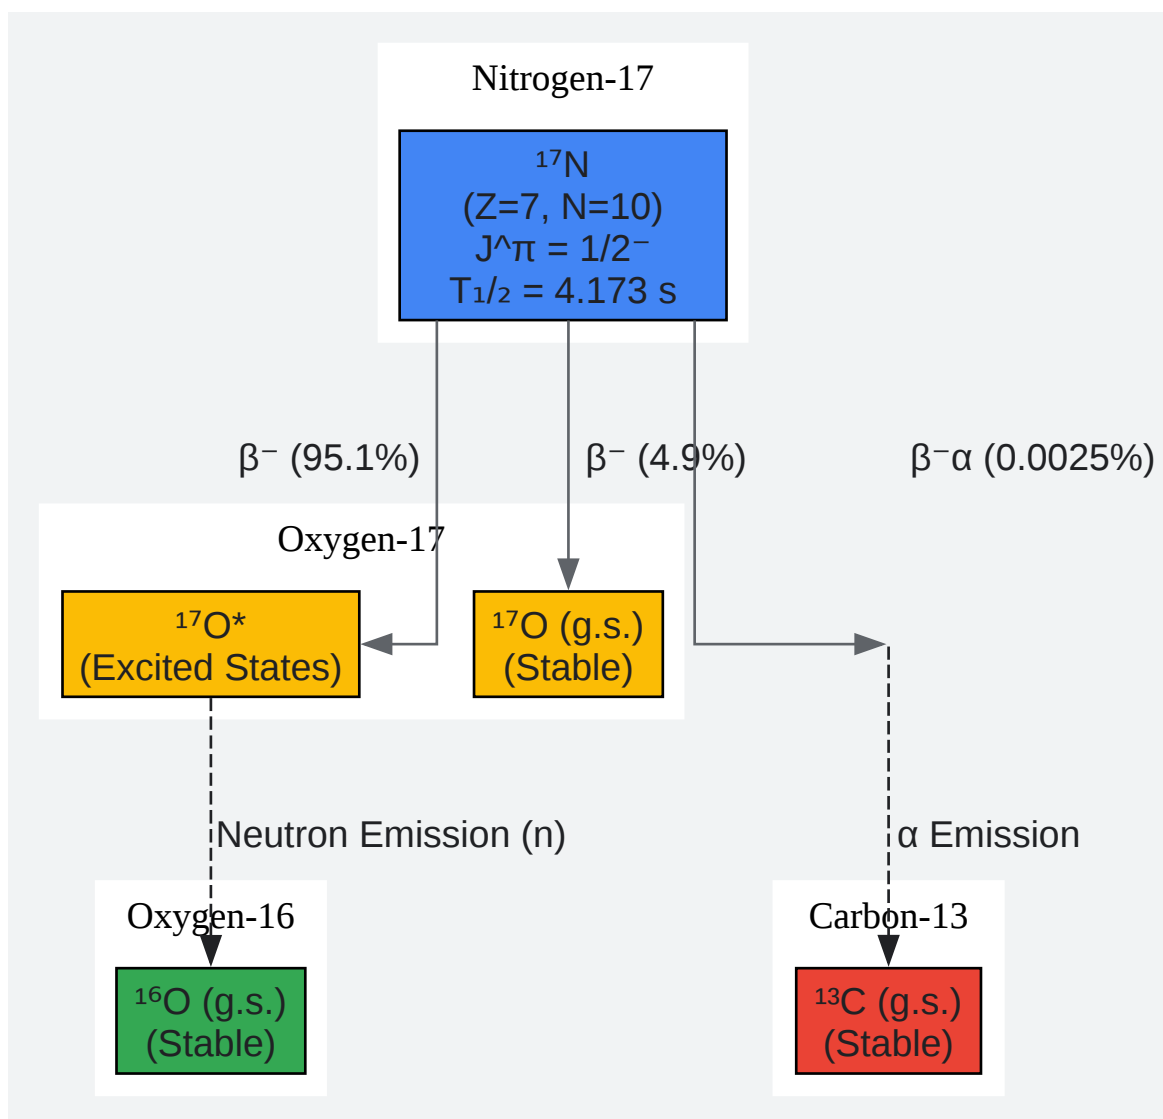 Nitrogen-17
¹⁷N
(Z=7, N=10)
J^π = 1/2⁻
T₁/₂ = 4.173 s
β⁻ (95.1%)
β⁻ (4.9%)
β⁻α (0.0025%)
Oxygen-17
¹⁷O*
(Excited States)
¹⁷O (g.s.)
(Stable)
Neutron Emission (n)
α Emission
Oxygen-16
¹⁶O (g.s.)
(Stable)
Carbon-13
¹³C (g.s.)
(Stable)